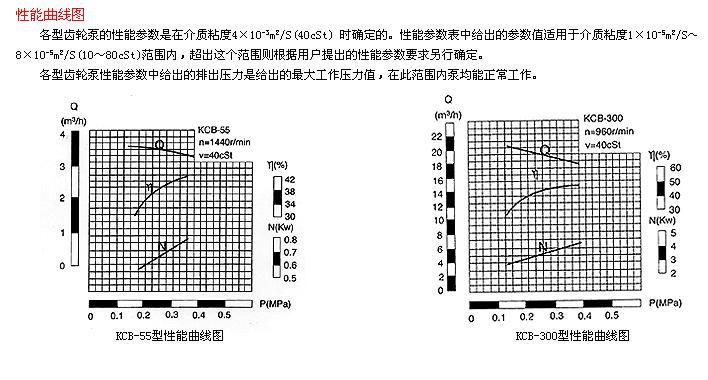 性能曲线图
各型齿轮泵的性能参数是在介质粘度4×10⁻⁵m²/S(40cSt) 时确定的。性能参数表中给出的参数值适用于介质粘度1×10⁻⁵m²/S～
8×10⁻⁵m²/S(10～80cSt)范围内，超出这个范围则根据用户提出的性能参数要求另行确定。
各型齿轮泵性能参数中给出的排出压力是给出的最大工作压力值，在此范围内泵均能正常工作。
Q
(m³/h)
4
3
2
1
0
KCB-55
n=1440r/min
v=40cSt
Q
η
N
η(%)
42
38
34
30
N(Kw)
0.8
0.7
0.6
0.5
0 0.1 0.2 0.3 0.4 0.5
P(MPa)
KCB-55型性能曲线图
Q
(m³/h)
22
20
18
16
14
12
10
8
6
4
2
0
KCB-300
n=960r/min
v=40cSt
Q
η
N
η(%)
60
50
40
30
N(Kw)
5
4
3
2
0 0.1 0.2 0.3 0.4 0.5
P(MPa)
KCB-300型性能曲线图